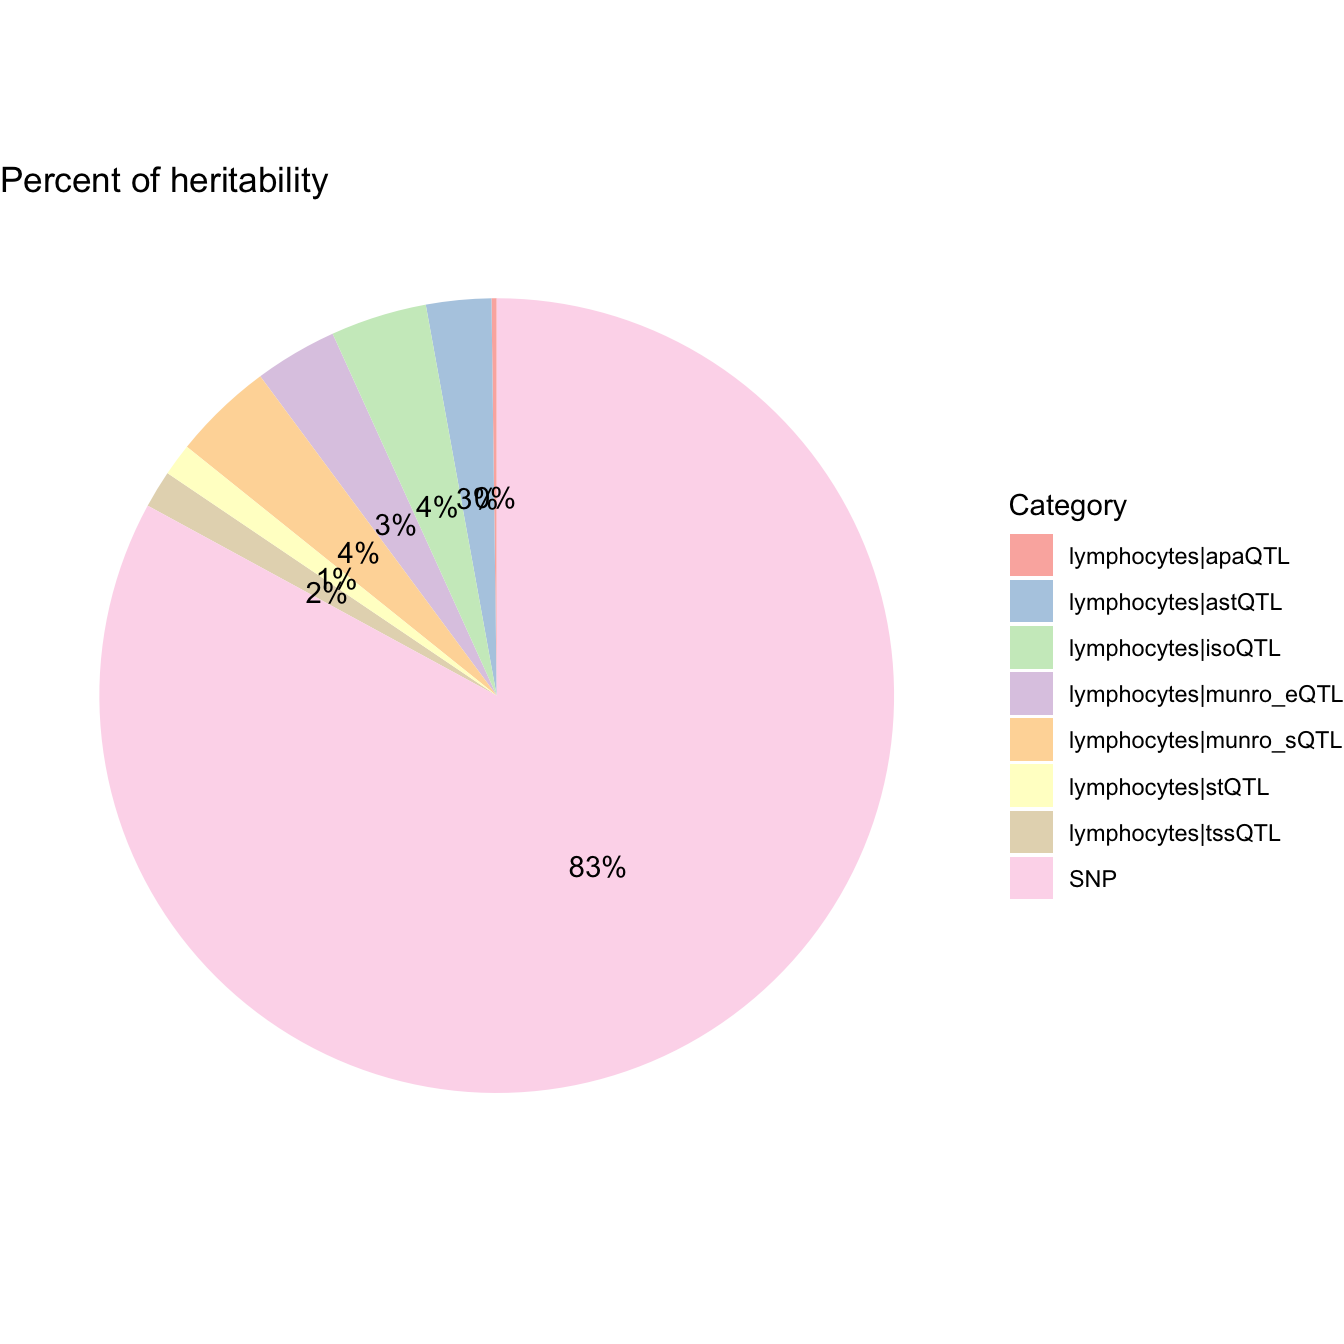 Percent of heritability
3%
0%
4%
3%
4%
1%
2%
83%
Category
lymphocytes|apaQTL
lymphocytes|astQTL
lymphocytes|isoQTL
lymphocytes|munro_eQTL
lymphocytes|munro_sQTL
lymphocytes|stQTL
lymphocytes|tssQTL
SNP